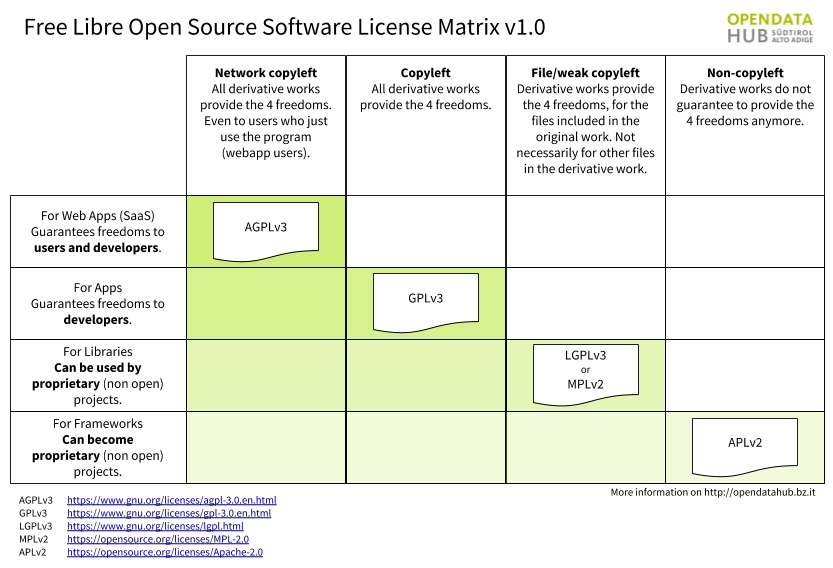 Free Libre Open Source Software License Matrix v1.0
OPENDATA
HUB SÜDTIROL
ALTO ADIGE
Network copyleft
All derivative works
provide the 4 freedoms.
Even to users who just
use the program
(webapp users).
Copyleft
All derivative works
provide the 4 freedoms.
File/weak copyleft
Derivative works provide
the 4 freedoms, for the
files included in the
original work. Not
necessarily for other files
in the derivative work.
Non-copyleft
Derivative works do not
guarantee to provide the
4 freedoms anymore.
For Web Apps (SaaS)
Guarantees freedoms to
users and developers.
AGPLv3
For Apps
Guarantees freedoms to
developers.
GPLv3
For Libraries
Can be used by
proprietary (non open)
projects.
LGPLv3
or
MPLv2
For Frameworks
Can become
proprietary (non open)
projects.
APLv2
More information on http://opendatahub.bz.it
AGPLv3 https://www.gnu.org/licenses/agpl-3.0.en.html
GPLv3 https://www.gnu.org/licenses/gpl-3.0.en.html
LGPLv3 https://www.gnu.org/licenses/lgpl.html
MPLv2 https://opensource.org/licenses/MPL-2.0
APLv2 https://opensource.org/licenses/Apache-2.0